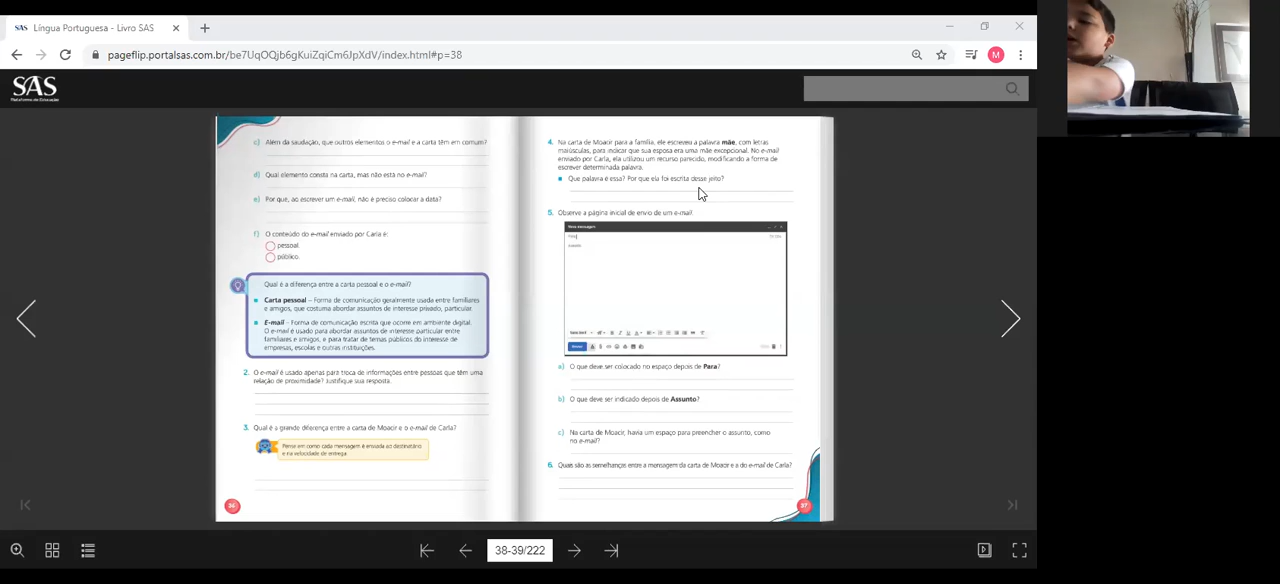 SAS Língua Portuguesa - Livro SAS
pageflip.portalsas.com.br/be7UqOQjb6gKuiZqiCm6JpXdV/index.html#p=38
M
SAS
Plataforma de Educação
c) Além da saudação, que outros elementos o e-mail e a carta têm em comum?
d) Qual elemento consta na carta, mas não está no e-mail?
e) Por que, ao escrever um e-mail, não é preciso colocar a data?
f) O conteúdo do e-mail enviado por Carla é:
pessoal.
público.
Qual é a diferença entre a carta pessoal e o e-mail?
Carta pessoal – Forma de comunicação geralmente usada entre familiares
e amigos, que costuma abordar assuntos de interesse privado, particular.
E-mail – Forma de comunicação escrita que ocorre em ambiente digital.
O e-mail é usado para abordar assuntos de interesse particular entre
familiares e amigos, e para tratar de temas públicos do interesse de
empresas, escolas e outras instituições.
2. O e-mail é usado apenas para troca de informações entre pessoas que têm uma
relação de proximidade? Justifique sua resposta.
3. Qual é a grande diferença entre a carta de Moacir e o e-mail de Carla?
Pense em como cada mensagem é enviada ao destinatário
e na velocidade de entrega.
36
4. Na carta de Moacir para a família, ele escreveu a palavra mãe, com letras
maiúsculas, para indicar que sua esposa era uma mãe excepcional. No e-mail
enviado por Carla, ela utilizou um recurso parecido, modificando a forma de
escrever determinada palavra.
Que palavra é essa? Por que ela foi escrita desse jeito?
5. Observe a página inicial de envio de um e-mail.
Nova mensagem
Para
Assunto
Enviar
a) O que deve ser colocado no espaço depois de Para?
b) O que deve ser indicado depois de Assunto?
c) Na carta de Moacir, havia um espaço para preencher o assunto, como
no e-mail?
6. Quais são as semelhanças entre a mensagem da carta de Moacir e a do e-mail de Carla?
37
38-39/222